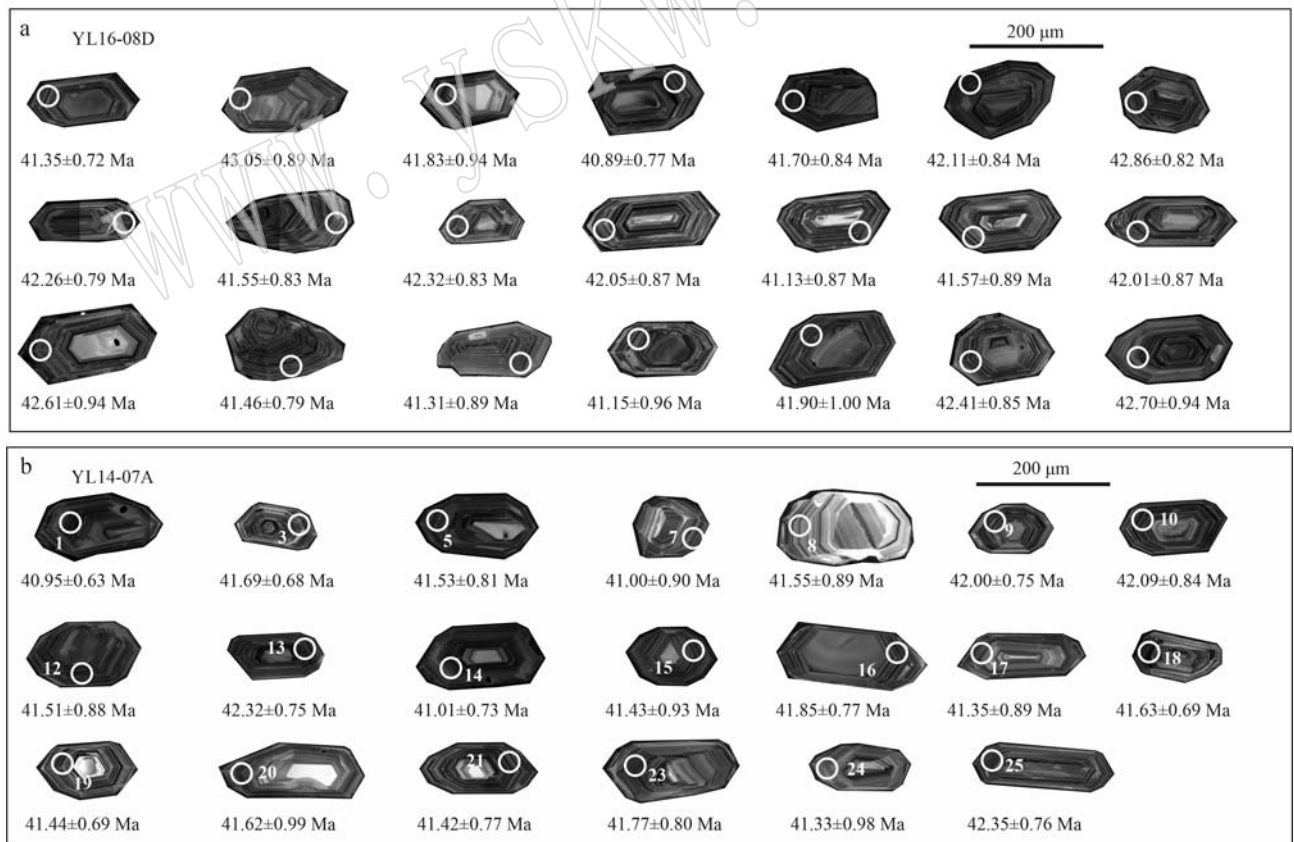 a
YL16-08D
200 μm
41.35±0.72 Ma 43.05±0.89 Ma 41.83±0.94 Ma 40.89±0.77 Ma 41.70±0.84 Ma 42.11±0.84 Ma 42.86±0.82 Ma
42.26±0.79 Ma 41.55±0.83 Ma 42.32±0.83 Ma 42.05±0.87 Ma 41.13±0.87 Ma 41.57±0.89 Ma 42.01±0.87 Ma
42.61±0.94 Ma 41.46±0.79 Ma 41.31±0.89 Ma 41.15±0.96 Ma 41.90±1.00 Ma 42.41±0.85 Ma 42.70±0.94 Ma
www.yskw.
b
YL14-07A
200 μm
1 3 5 7 8 9 10
40.95±0.63 Ma 41.69±0.68 Ma 41.53±0.81 Ma 41.00±0.90 Ma 41.55±0.89 Ma 42.00±0.75 Ma 42.09±0.84 Ma
12 13 14 15 16 17 18
41.51±0.88 Ma 42.32±0.75 Ma 41.01±0.73 Ma 41.43±0.93 Ma 41.85±0.77 Ma 41.35±0.89 Ma 41.63±0.69 Ma
19 20 21 23 24 25
41.44±0.69 Ma 41.62±0.99 Ma 41.42±0.77 Ma 41.77±0.80 Ma 41.33±0.98 Ma 42.35±0.76 Ma